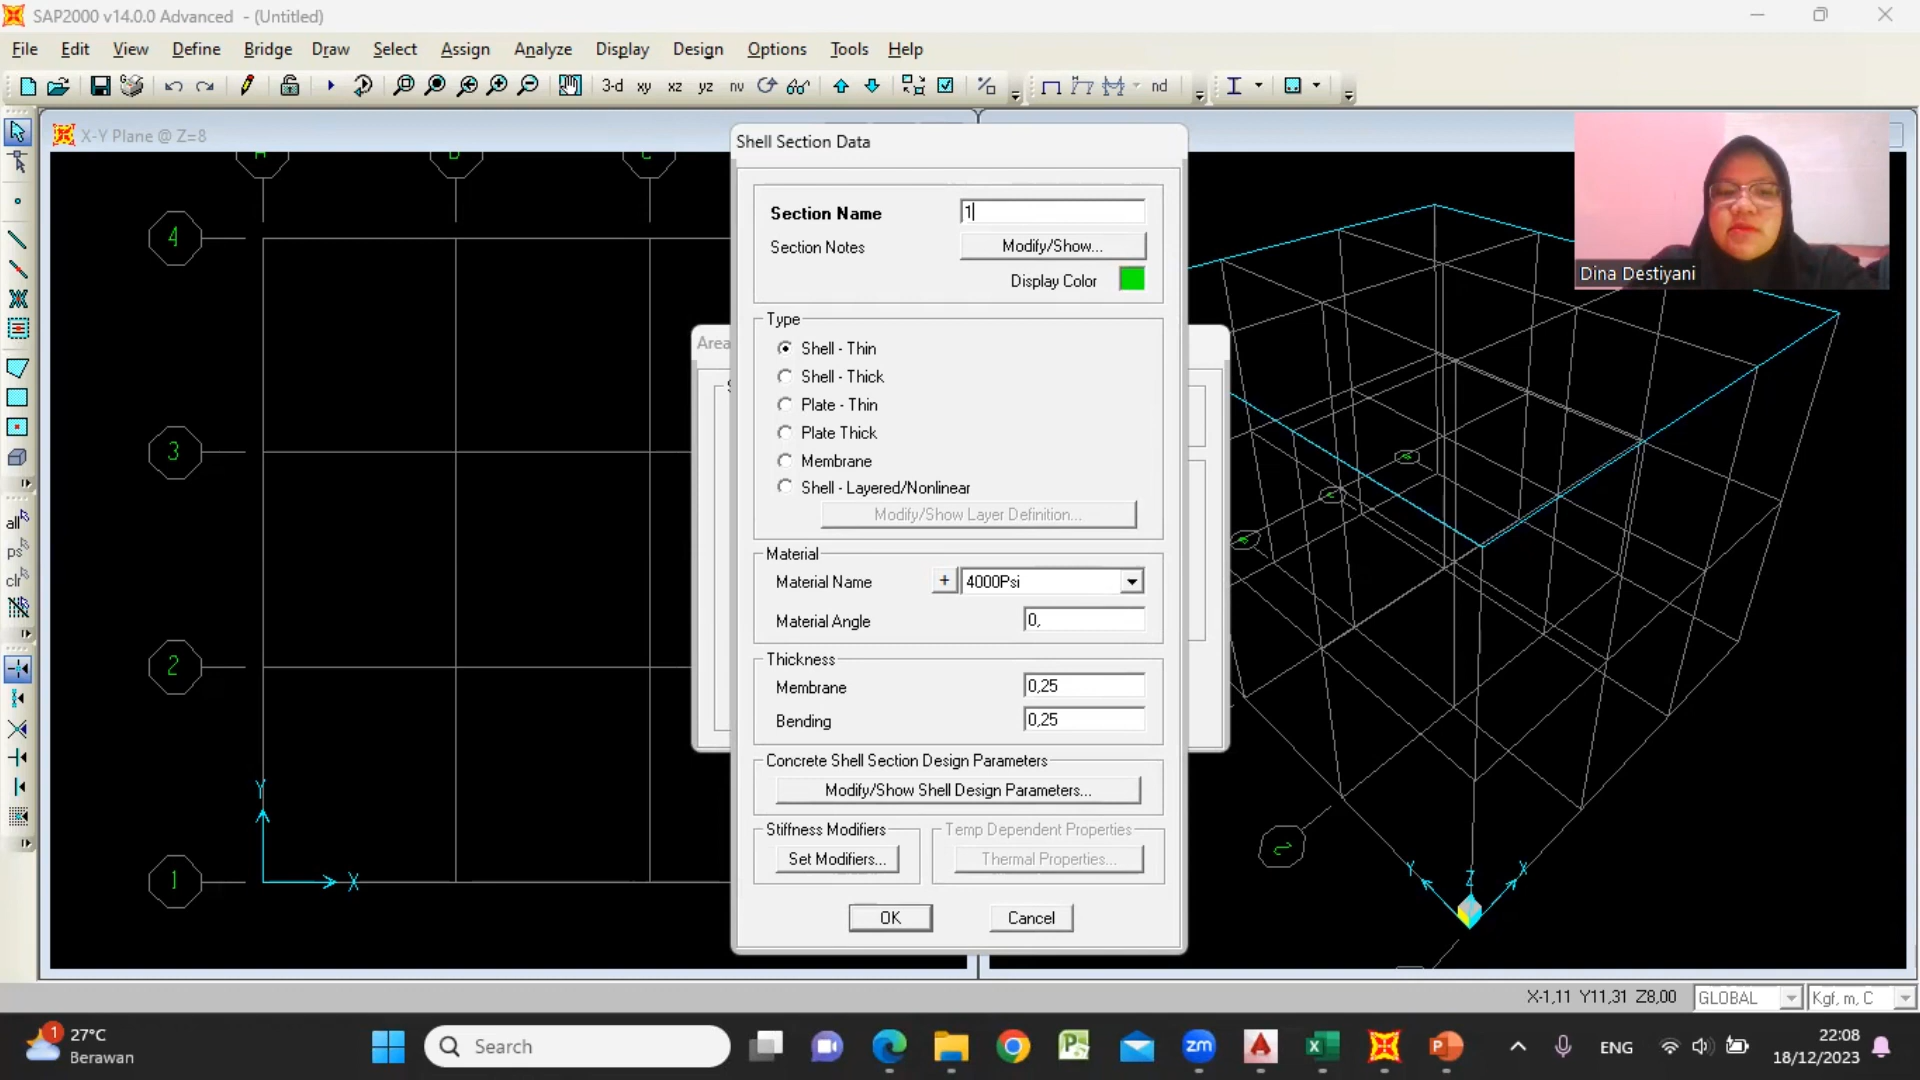 SAP2000 v14.0.0 Advanced - (Untitled)
File Edit View Define Bridge Draw Select Assign Analyze Display Design Options Tools Help
3-d xy xz yz nv nd
X-Y Plane @ Z=8
Shell Section Data
Section Name 1
Section Notes Modify/Show...
Display Color
Dina Destiyani
Type
Shell - Thin
Shell - Thick
Plate - Thin
Plate Thick
Membrane
Shell - Layered/Nonlinear
Modify/Show Layer Definition...
Material
Material Name + 4000Psi
Material Angle 0,
Thickness
Membrane 0,25
Bending 0,25
Concrete Shell Section Design Parameters
Modify/Show Shell Design Parameters...
Stiffness Modifiers
Set Modifiers...
Temp Dependent Properties
Thermal Properties...
OK Cancel
Area
4
3
2
1
Y
X
all
ps
clr
Y
Z
X
X-1,11 Y11,31 Z8,00 GLOBAL Kgf, m, C
1
27°C
Berawan
Search
zm
ENG
22:08
18/12/2023